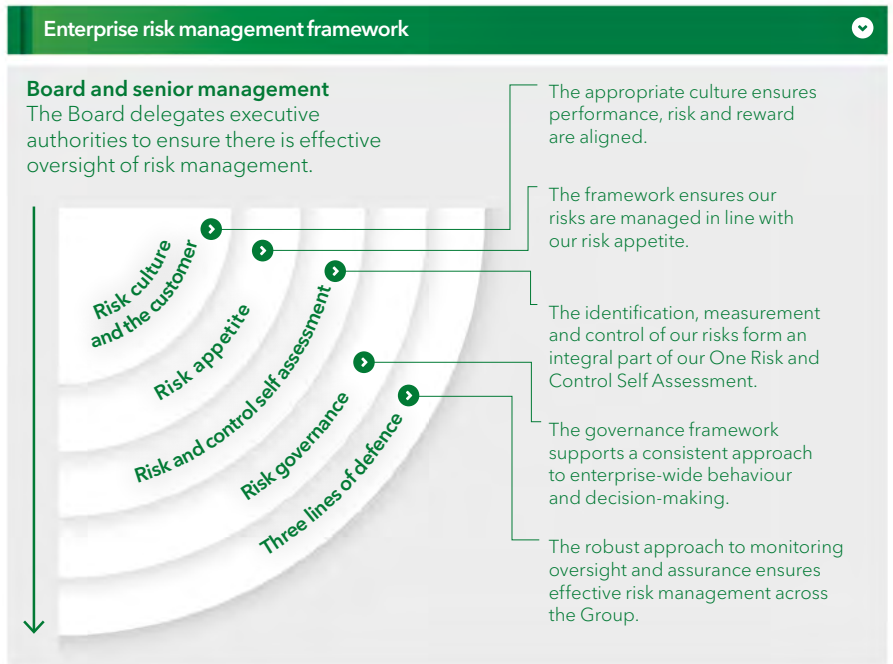 Enterprise risk management framework
Board and senior management
The Board delegates executive
authorities to ensure there is effective
oversight of risk management.
Risk culture
and the customer
Risk appetite
Risk and control self assessment
Risk governance
Three lines of defence
The appropriate culture ensures
performance, risk and reward
are aligned.
The framework ensures our
risks are managed in line with
our risk appetite.
The identification, measurement
and control of our risks form an
integral part of our One Risk and
Control Self Assessment.
The governance framework
supports a consistent approach
to enterprise-wide behaviour
and decision-making.
The robust approach to monitoring
oversight and assurance ensures
effective risk management across
the Group.